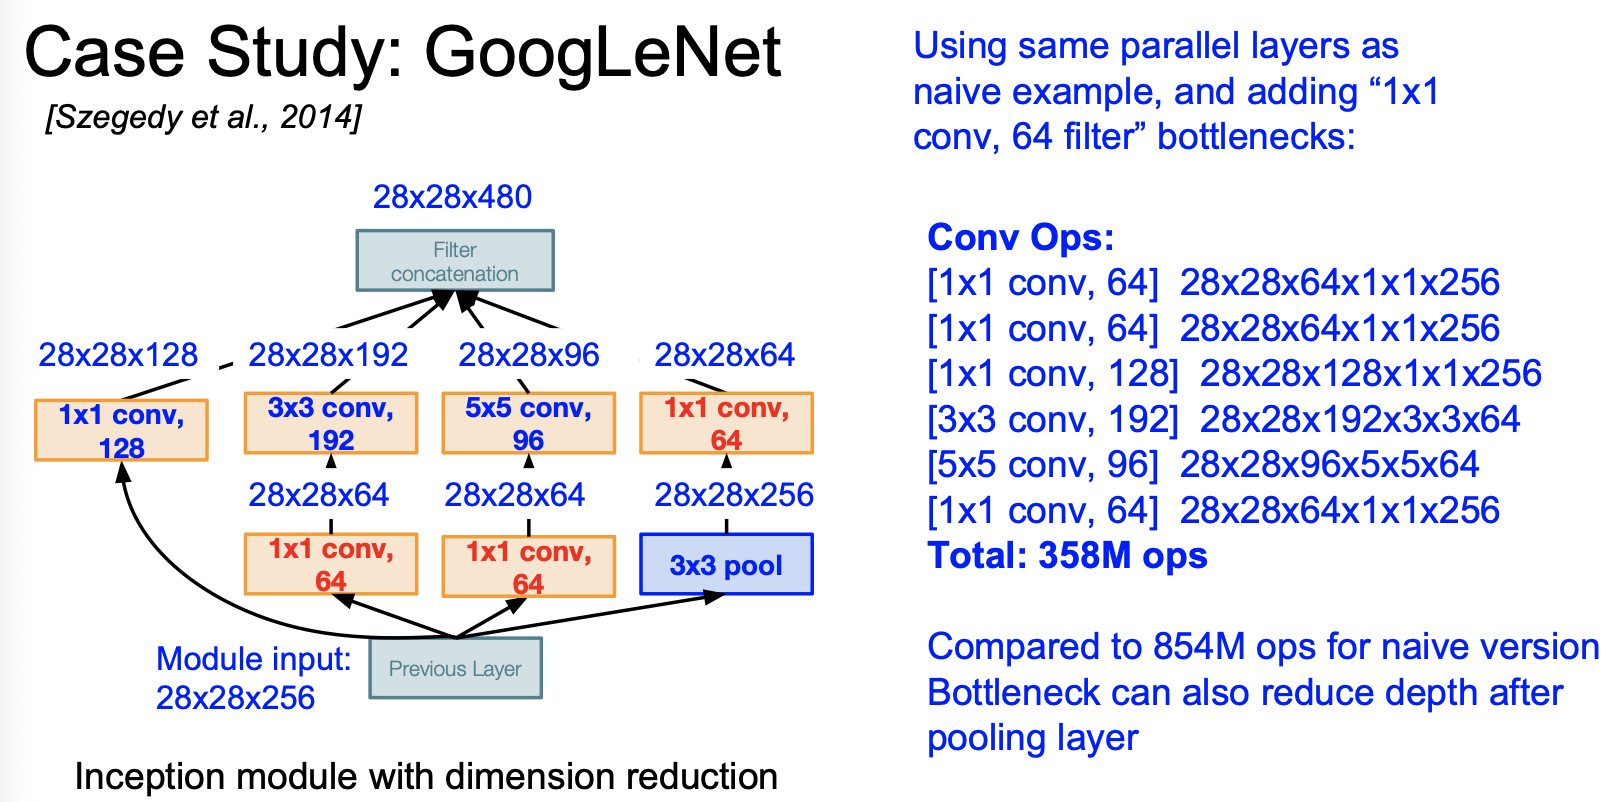 Case Study: GoogLeNet
[Szegedy et al., 2014]
28x28x480
Filter
concatenation
28x28x128
28x28x192
28x28x96
28x28x64
1x1 conv,
128
3x3 conv,
192
5x5 conv,
96
1x1 conv,
64
28x28x64
28x28x64
28x28x256
1x1 conv,
64
1x1 conv,
64
3x3 pool
Module input:
28x28x256
Previous Layer
Inception module with dimension reduction
Using same parallel layers as
naive example, and adding “1x1
conv, 64 filter” bottlenecks:
Conv Ops:
[1x1 conv, 64]  28x28x64x1x1x256
[1x1 conv, 64]  28x28x64x1x1x256
[1x1 conv, 128]  28x28x128x1x1x256
[3x3 conv, 192]  28x28x192x3x3x64
[5x5 conv, 96]  28x28x96x5x5x64
[1x1 conv, 64]  28x28x64x1x1x256
Total: 358M ops
Compared to 854M ops for naive version
Bottleneck can also reduce depth after
pooling layer